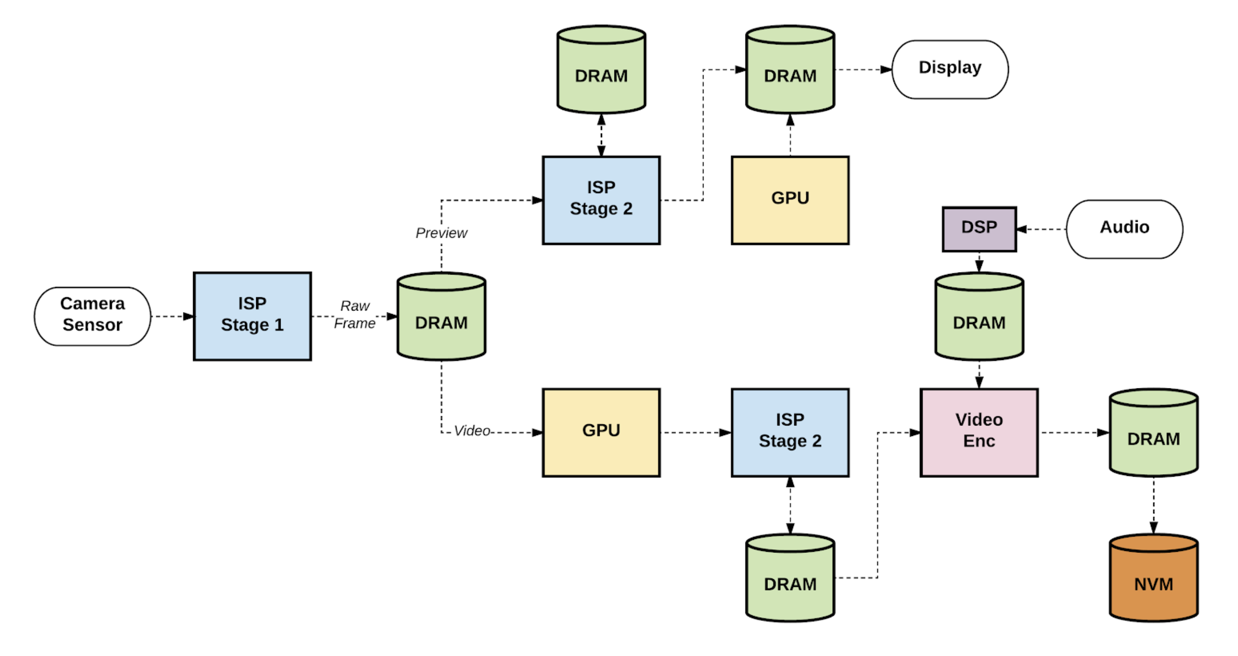 DRAM
DRAM
Display
ISP
Stage 2
GPU
Preview
DSP
Audio
Camera
Sensor
ISP
Stage 1
Raw
Frame
DRAM
DRAM
Video
GPU
ISP
Stage 2
Video
Enc
DRAM
DRAM
NVM